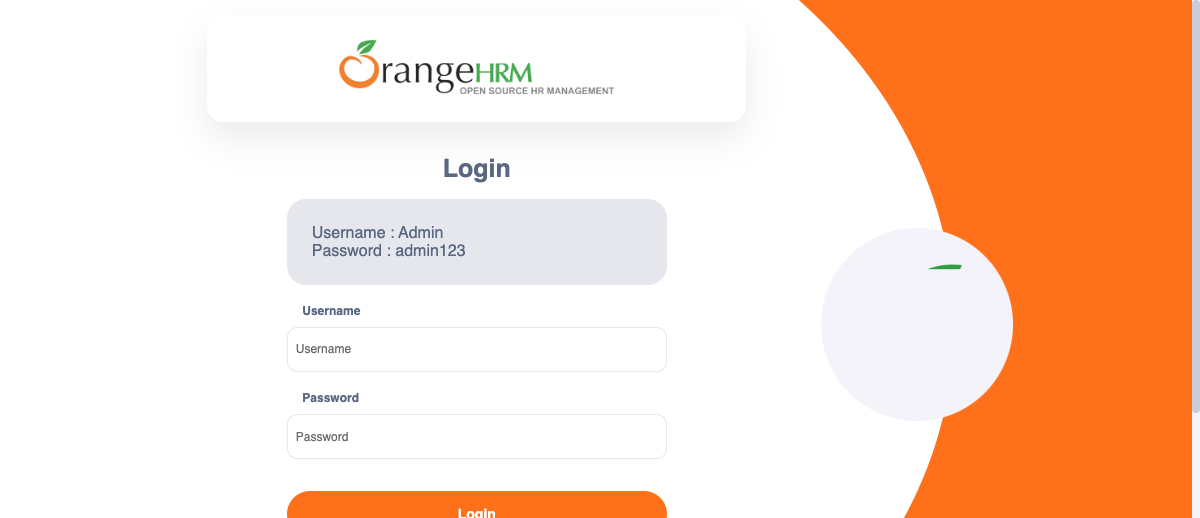 OrangeHRM
OPEN SOURCE HR MANAGEMENT
Login
Username : Admin
Password : admin123
Username
Username
Password
Password
Login